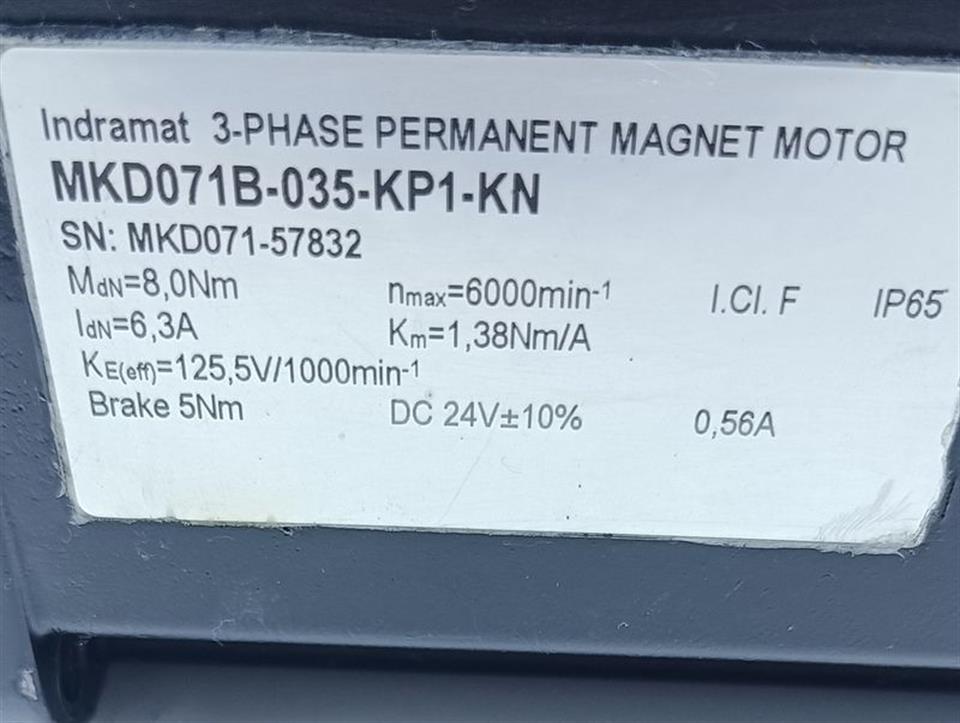 Indramat 3-PHASE PERMANENT MAGNET MOTOR
MKD071B-035-KP1-KN
SN: MKD071-57832
MdN=8,0Nm nmax=6000min-1 I.Cl. F IP65
IdN=6,3A Km=1,38Nm/A
KE(eff)=125,5V/1000min-1
Brake 5Nm DC 24V±10% 0,56A